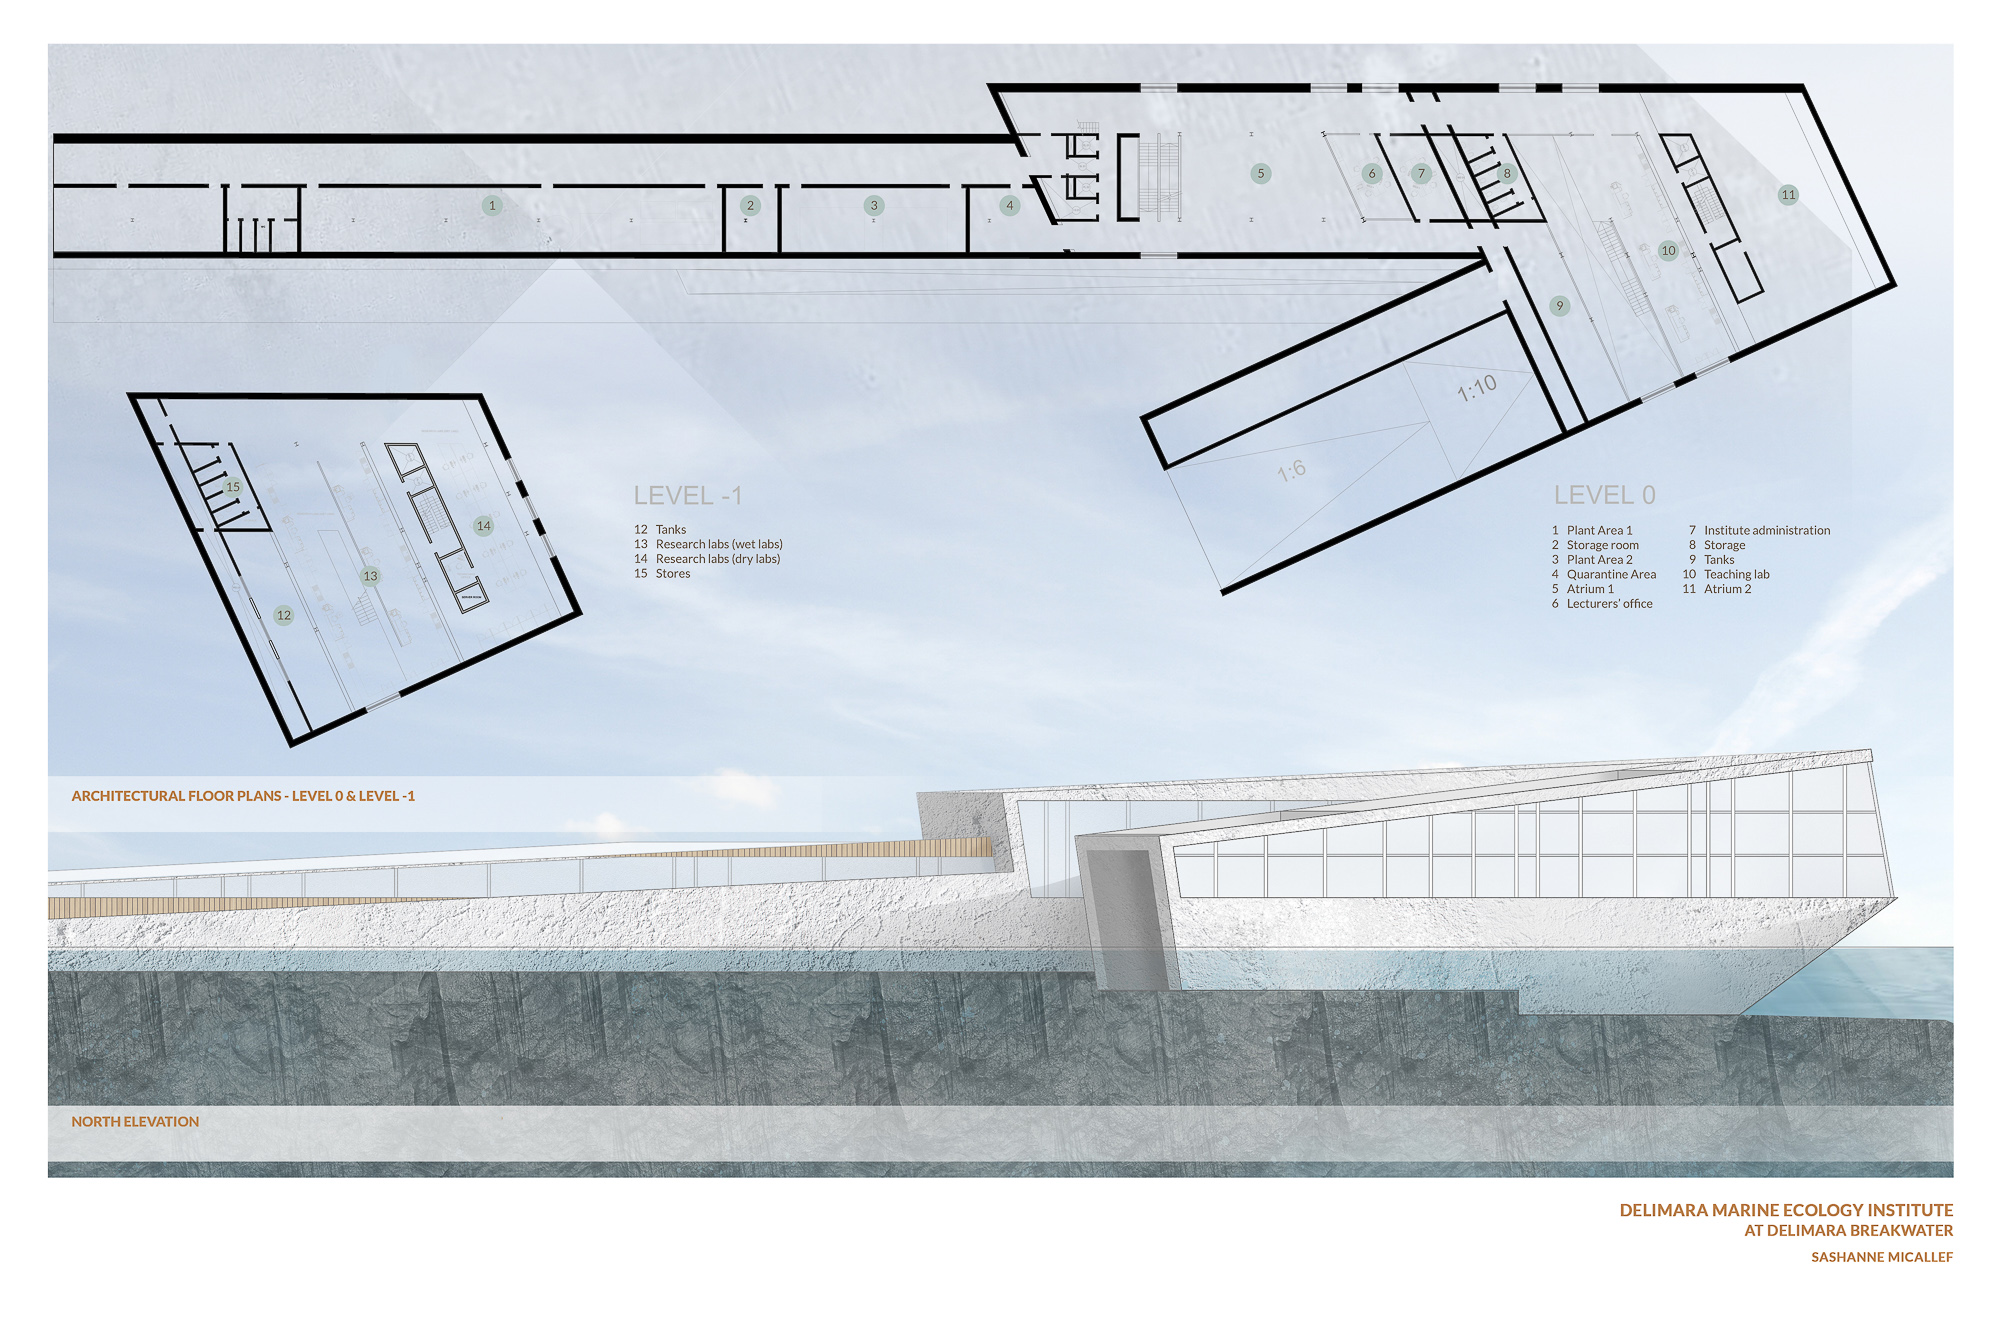 1
2
3
4
5
6
7
8
9
10
11
1:10
1:6
12
13
14
15
LEVEL -1
12 Tanks
13 Research labs (wet labs)
14 Research labs (dry labs)
15 Stores
LEVEL 0
1 Plant Area 1
2 Storage room
3 Plant Area 2
4 Quarantine Area
5 Atrium 1
6 Lecturers' office
7 Institute administration
8 Storage
9 Tanks
10 Teaching lab
11 Atrium 2
ARCHITECTURAL FLOOR PLANS - LEVEL 0 & LEVEL -1
NORTH ELEVATION
DELIMARA MARINE ECOLOGY INSTITUTE
AT DELIMARA BREAKWATER
SASHANNE MICALLEF